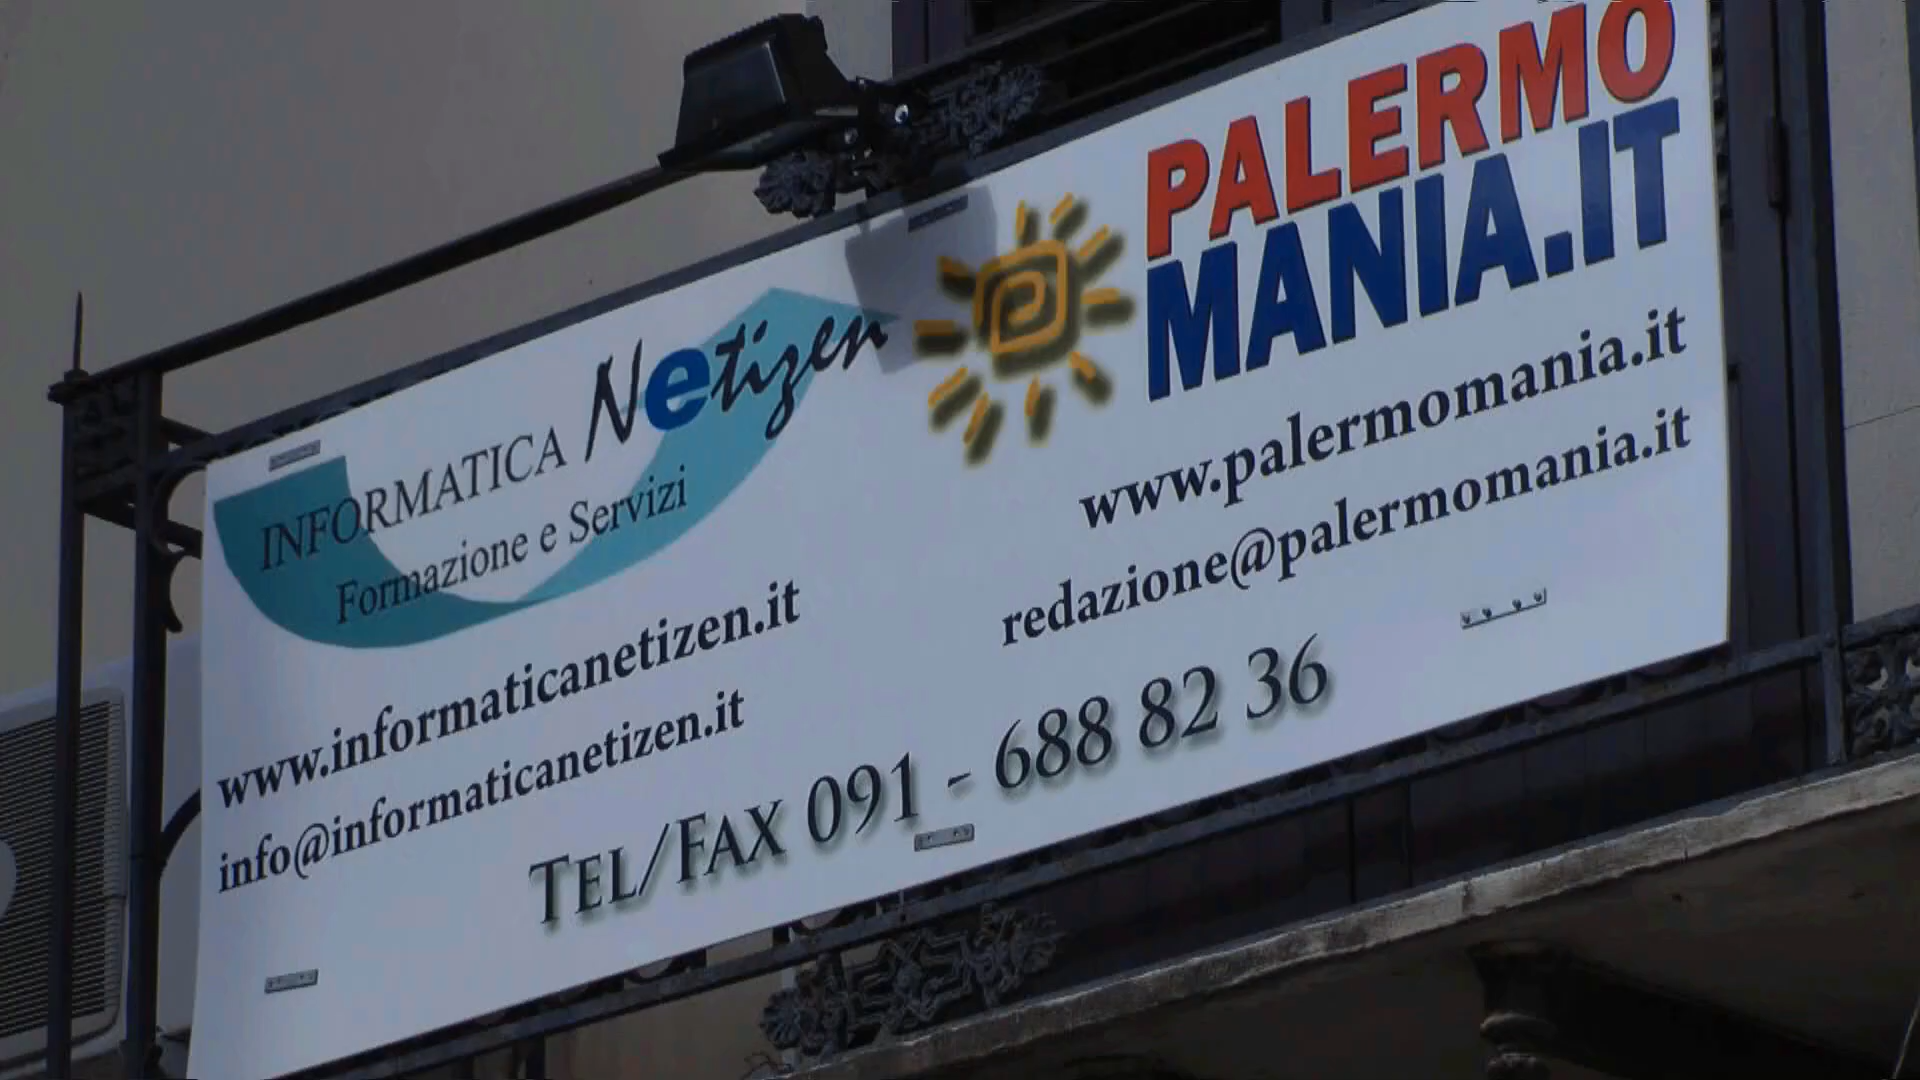 INFORMATICA Netizen
Formazione e Servizi
www.informaticanetizen.it
info@informaticanetizen.it
PALERMO
MANIA.IT
www.palermomania.it
redazione@palermomania.it
TEL/FAX 091 - 688 82 36